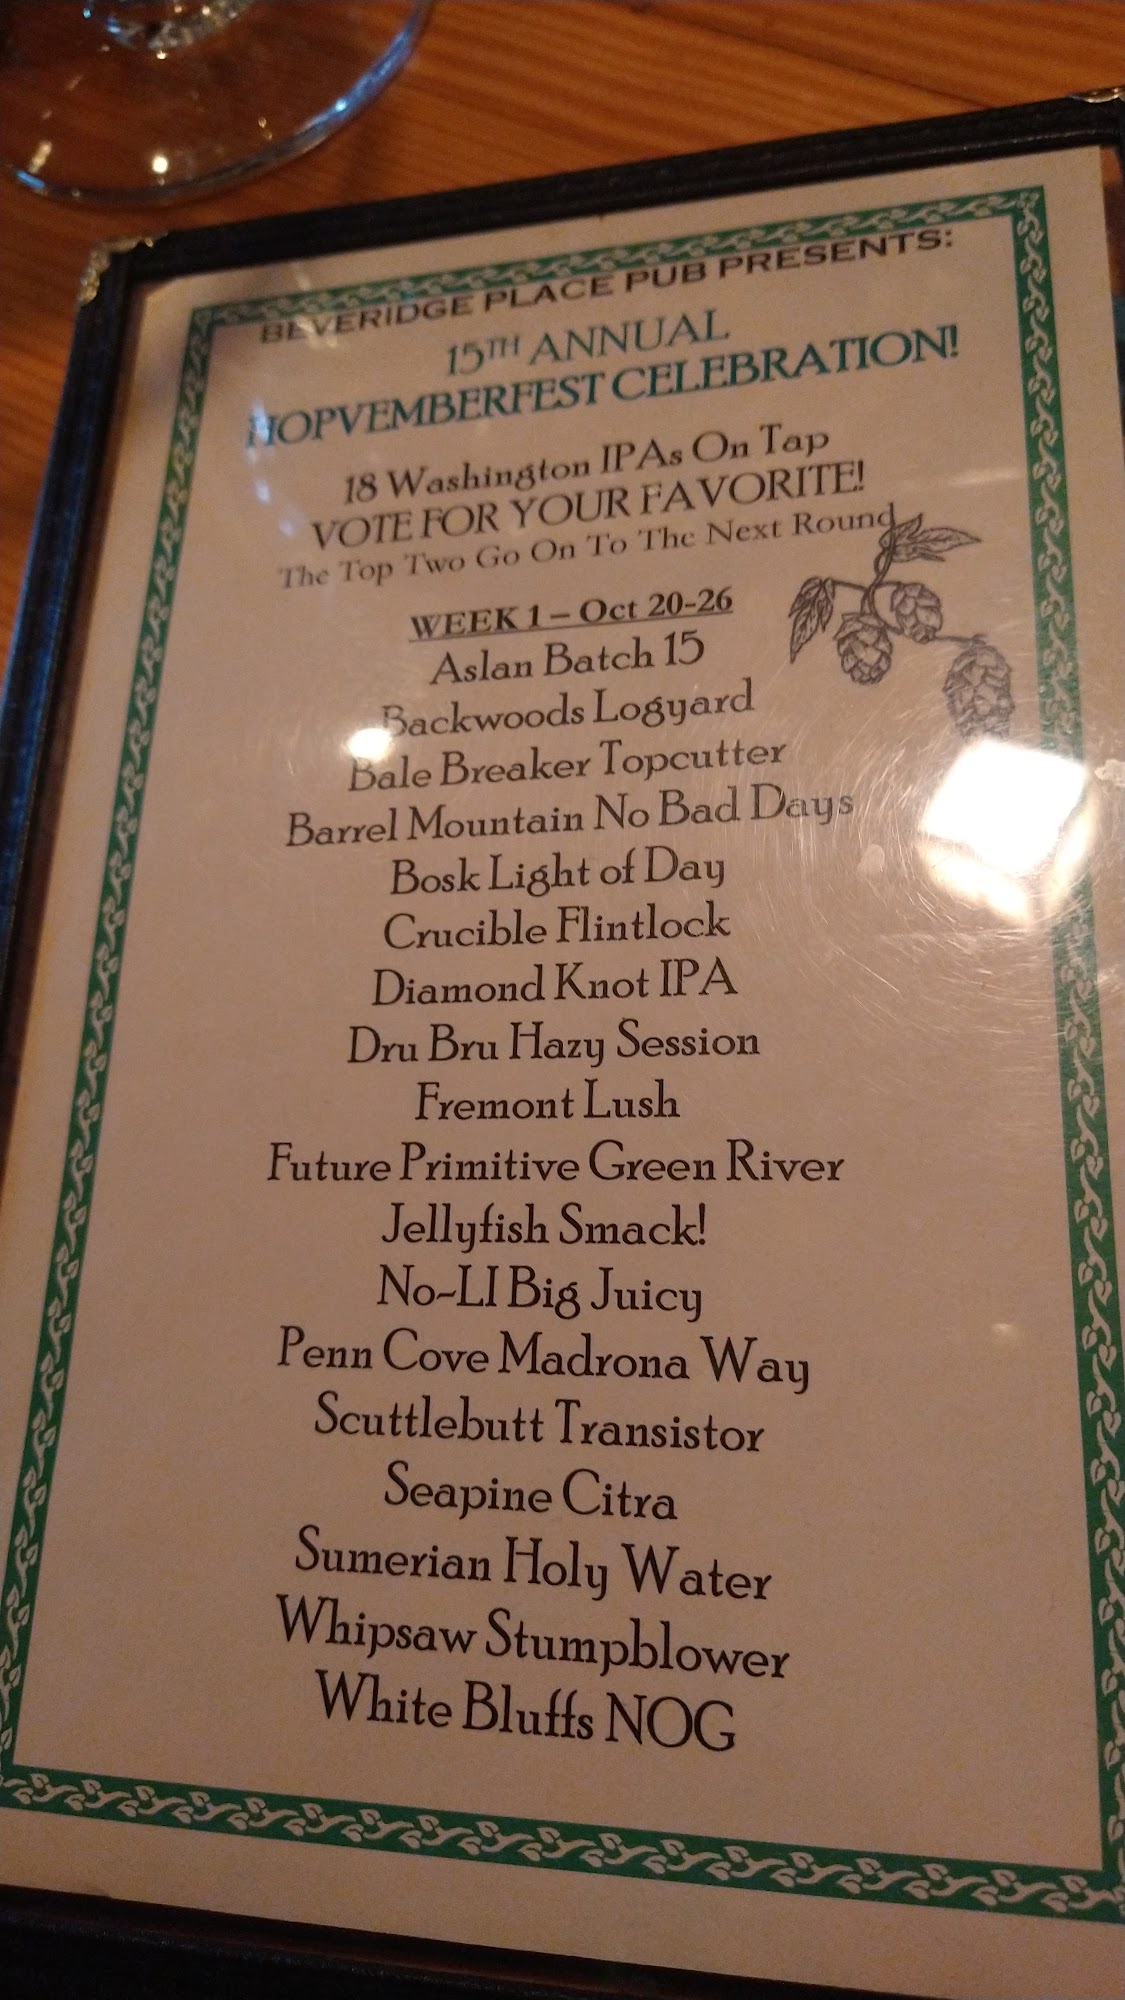 BEVERIDGE PLACE PUB PRESENTS:
15TH ANNUAL
HOPVEMBERFEST CELEBRATION!
18 Washington IPAs On Tap
VOTE FOR YOUR FAVORITE!
The Top Two Go On To The Next Round
WEEK 1 – Oct 20-26
Aslan Batch 15
Backwoods Logyard
Bale Breaker Topcutter
Barrel Mountain No Bad Days
Bosk Light of Day
Crucible Flintlock
Diamond Knot IPA
Dru Bru Hazy Session
Fremont Lush
Future Primitive Green River
Jellyfish Smack!
No-LI Big Juicy
Penn Cove Madrona Way
Scuttlebutt Transistor
Seapine Citra
Sumerian Holy Water
Whipsaw Stumpblower
White Bluffs NOG